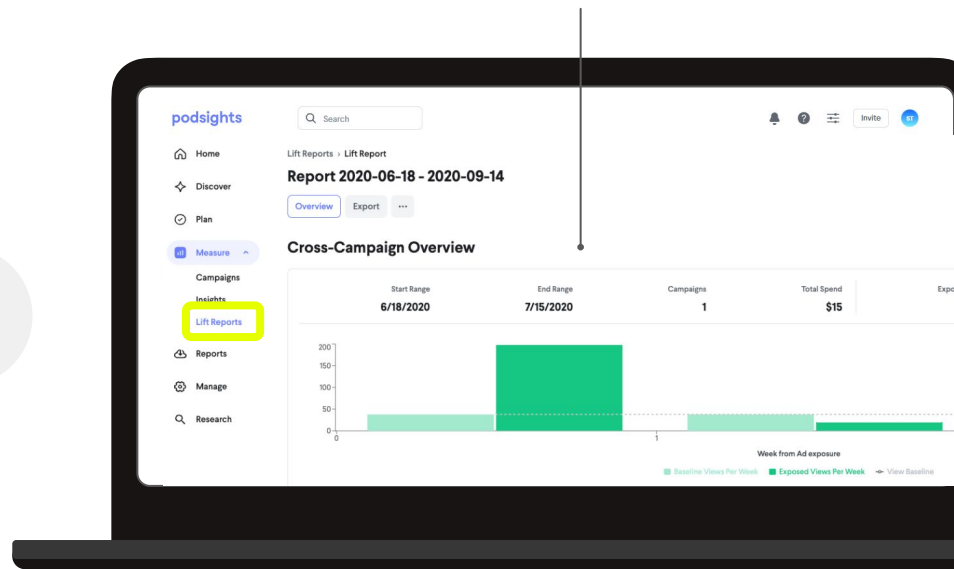 podsights
Search
Invite
ST
Home
Discover
Plan
Measure
Campaigns
Insights
Lift Reports
Reports
Manage
Research
Lift Reports › Lift Report
Report 2020-06-18 - 2020-09-14
Overview Export ...
Cross-Campaign Overview
Start Range End Range Campaigns Total Spend Expo
6/18/2020 7/15/2020 1 $15
200
150
100
50
0
0 1
Week from Ad exposure
Baseline Views Per Week Exposed Views Per Week View Baseline